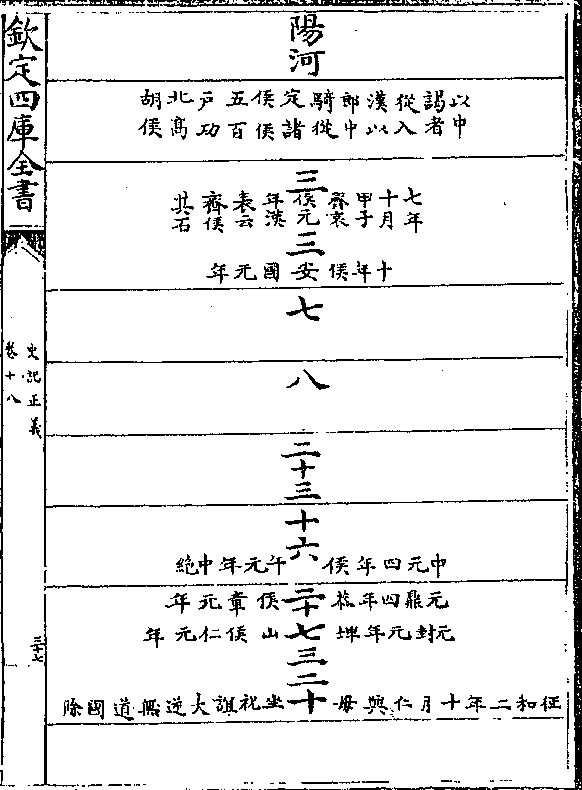 陽河
以中謁者從入漢以郎中騎從定諸侯侯五百戶功北高胡侯
三
七年十月甲子齊哀侯元年漢表云齊侯其石
三
十年侯安國元年
七
八
二十三
十六
中元四年侯午元年中絕
二十七
元鼎四年恭侯章元年
元封元年埤山侯仁元年
三二十
征和二年十月仁與母坐祝詛大逆無道國除
欽定四庫全書
史記正義
卷十八
三十七